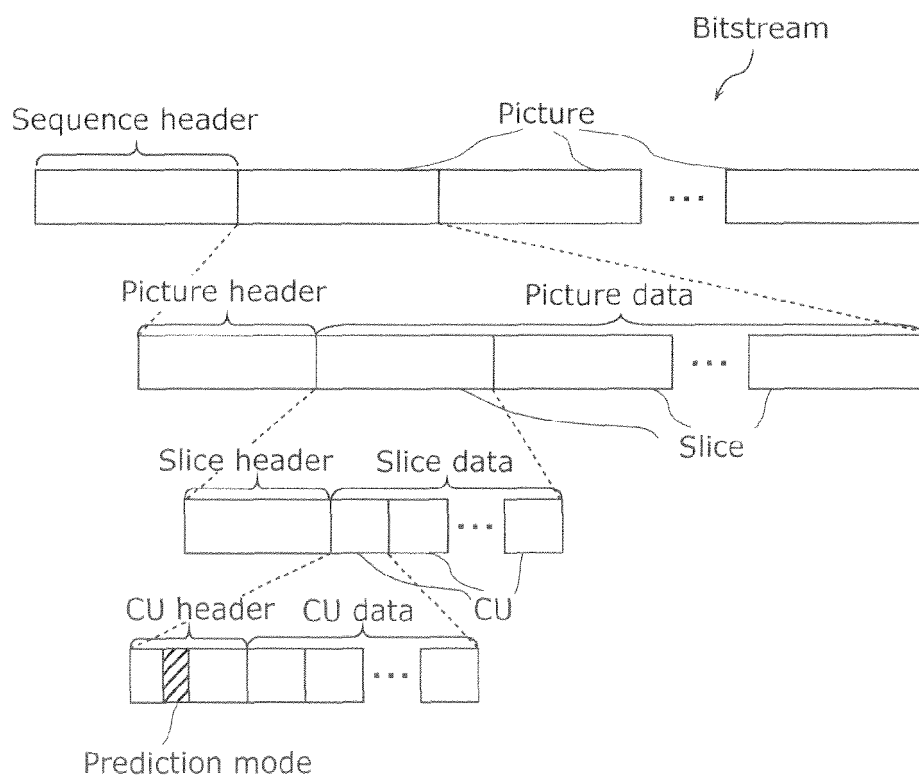 Bitstream
Sequence header
Picture
Picture header
Picture data
Slice
Slice header
Slice data
CU
CU header
CU data
Prediction mode